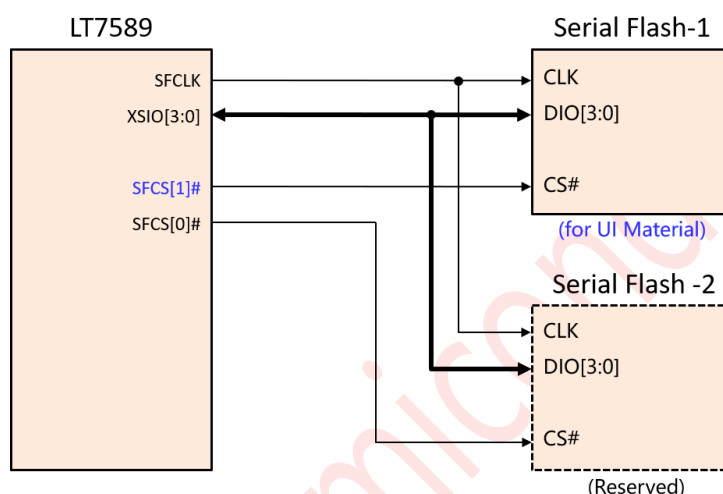 LT7589
SFCLK
XSIO[3:0]
SFCS[1]#
SFCS[0]#
Serial Flash-1
CLK
DIO[3:0]
CS#
(for UI Material)
Serial Flash -2
CLK
DIO[3:0]
CS#
(Reserved)